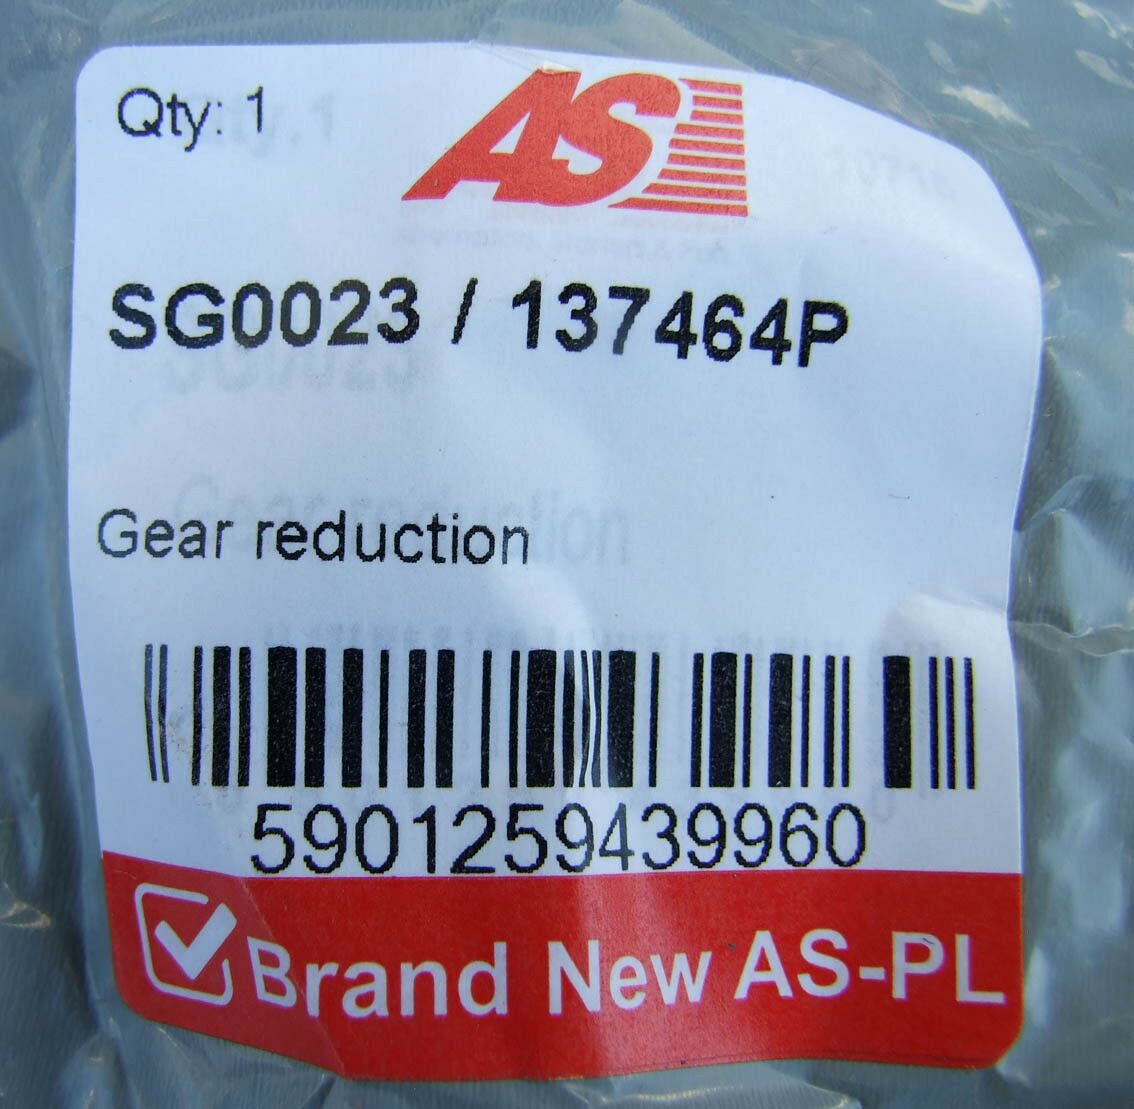 Qty: 1
AS
SG0023 / 137464P
Gear reduction
5901259439960
Brand New AS-PL